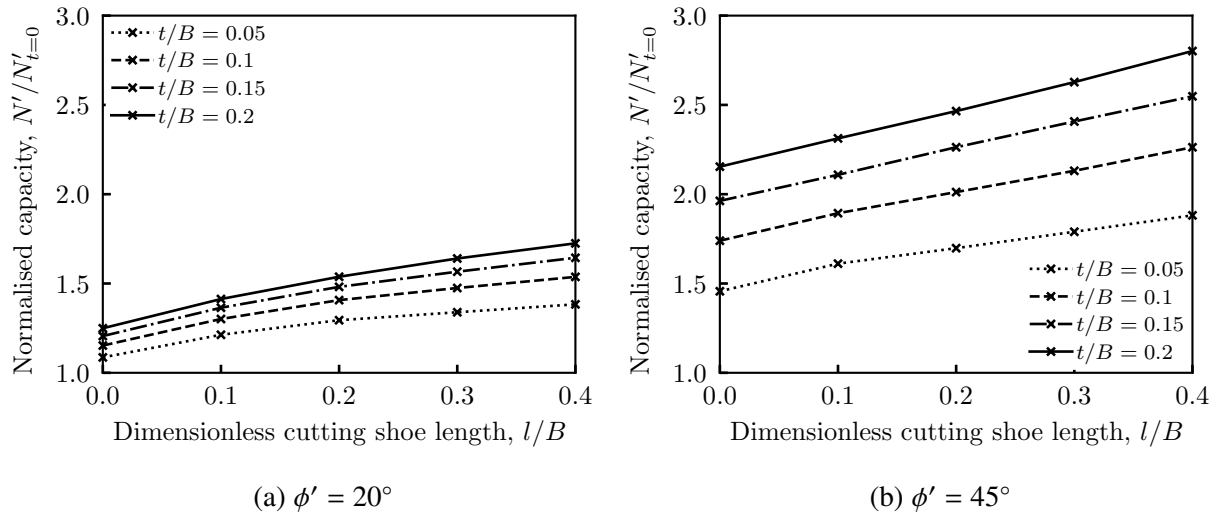 3.0
2.5
2.0
1.5
1.0
Normalised capacity, N′/N′t=0
t/B = 0.05
t/B = 0.1
t/B = 0.15
t/B = 0.2
0.0 0.1 0.2 0.3 0.4
Dimensionless cutting shoe length, l/B
(a) ϕ′ = 20°
3.0
2.5
2.0
1.5
1.0
Normalised capacity, N′/N′t=0
t/B = 0.05
t/B = 0.1
t/B = 0.15
t/B = 0.2
0.0 0.1 0.2 0.3 0.4
Dimensionless cutting shoe length, l/B
(b) ϕ′ = 45°